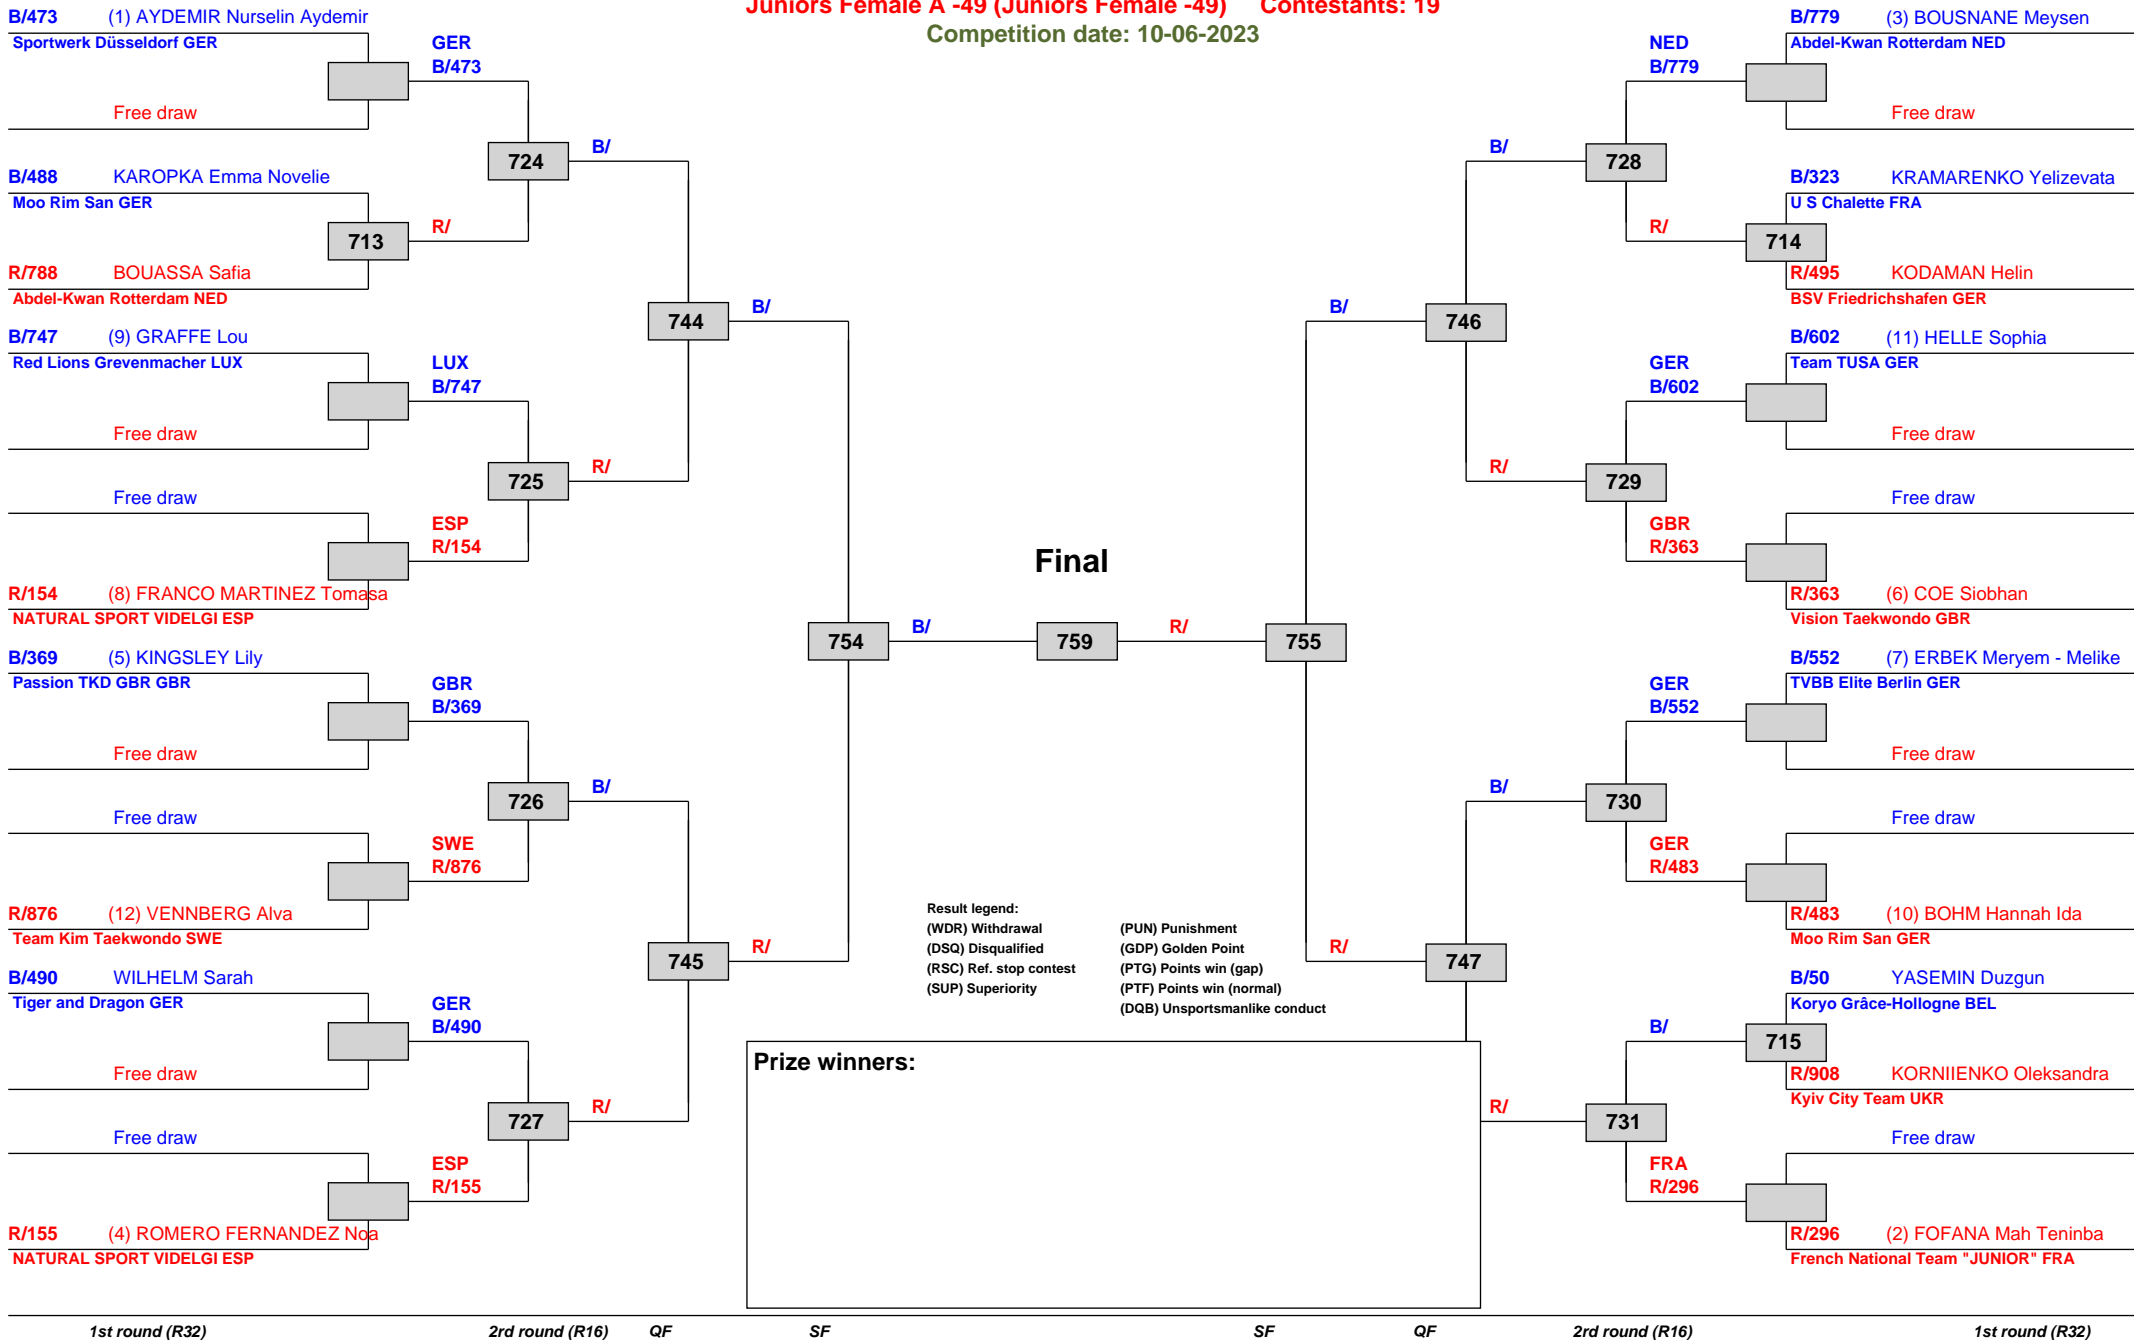 Juniors Female A -49 (Juniors Female -49) Contestants: 19
Competition date: 10-06-2023
B/473 (1) AYDEMIR Nurselin Aydemir
Sportwerk Düsseldorf GER
GER
B/473
Free draw
724
B/
B/488 KAROPKA Emma Novelie
Moo Rim San GER
713
R/
R/788 BOUASSA Safia
Abdel-Kwan Rotterdam NED
744
B/
B/747 (9) GRAFFE Lou
Red Lions Grevenmacher LUX
LUX
B/747
Free draw
725
R/
Free draw
ESP
R/154
R/154 (8) FRANCO MARTINEZ Tomasa
NATURAL SPORT VIDELGI ESP
754
B/
B/369 (5) KINGSLEY Lily
Passion TKD GBR GBR
GBR
B/369
Free draw
726
B/
Free draw
SWE
R/876
R/876 (12) VENNBERG Alva
Team Kim Taekwondo SWE
745
R/
B/490 WILHELM Sarah
Tiger and Dragon GER
GER
B/490
Free draw
727
R/
Free draw
ESP
R/155
R/155 (4) ROMERO FERNANDEZ Noa
NATURAL SPORT VIDELGI ESP
Final
759
R/
755
B/779 (3) BOUSNANE Meysen
Abdel-Kwan Rotterdam NED
NED
B/779
Free draw
B/
728
B/323 KRAMARENKO Yelizevata
U S Chalette FRA
R/
714
R/495 KODAMAN Helin
BSV Friedrichshafen GER
B/
746
B/602 (11) HELLE Sophia
Team TUSA GER
GER
B/602
Free draw
R/
729
Free draw
GBR
R/363
R/363 (6) COE Siobhan
Vision Taekwondo GBR
B/552 (7) ERBEK Meryem - Melike
TVBB Elite Berlin GER
GER
B/552
Free draw
B/
730
Free draw
GER
R/483
R/483 (10) BOHM Hannah Ida
Moo Rim San GER
R/
747
B/50 YASEMIN Duzgun
Koryo Grâce-Hollogne BEL
B/
715
R/908 KORNIIENKO Oleksandra
Kyiv City Team UKR
R/
731
Free draw
FRA
R/296
R/296 (2) FOFANA Mah Teninba
French National Team "JUNIOR" FRA
Result legend:
(WDR) Withdrawal (PUN) Punishment
(DSQ) Disqualified (GDP) Golden Point
(RSC) Ref. stop contest (PTG) Points win (gap)
(SUP) Superiority (PTF) Points win (normal)
(DQB) Unsportsmanlike conduct
Prize winners:
1st round (R32) 2rd round (R16) QF SF SF QF 2rd round (R16) 1st round (R32)